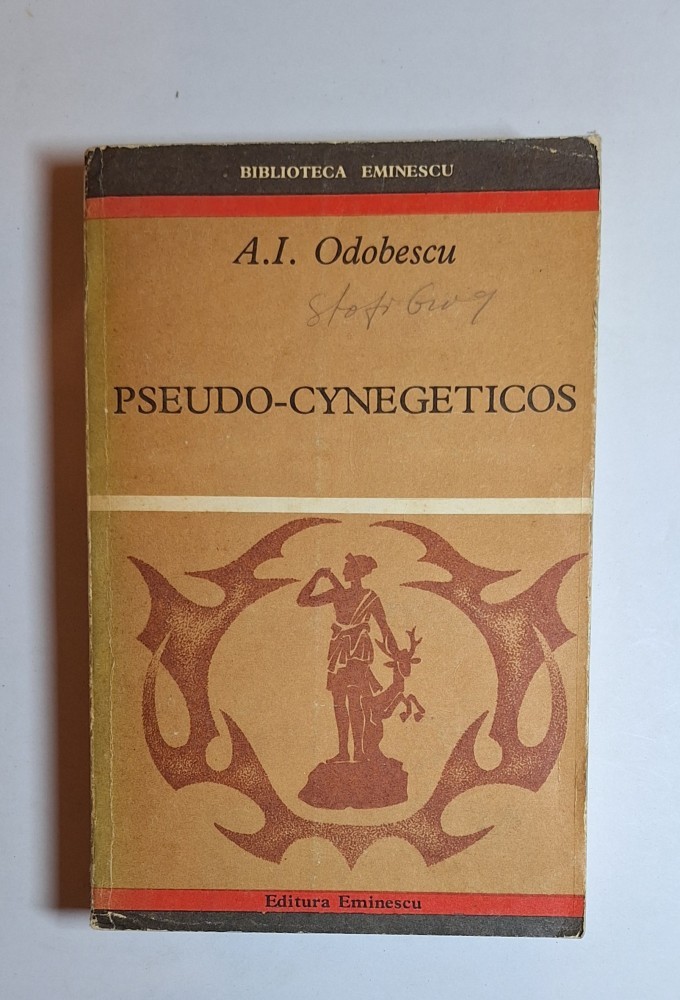 BIBLIOTECA EMINESCU
A.I. Odobescu
PSEUDO-CYNEGETICOS
Editura Eminescu